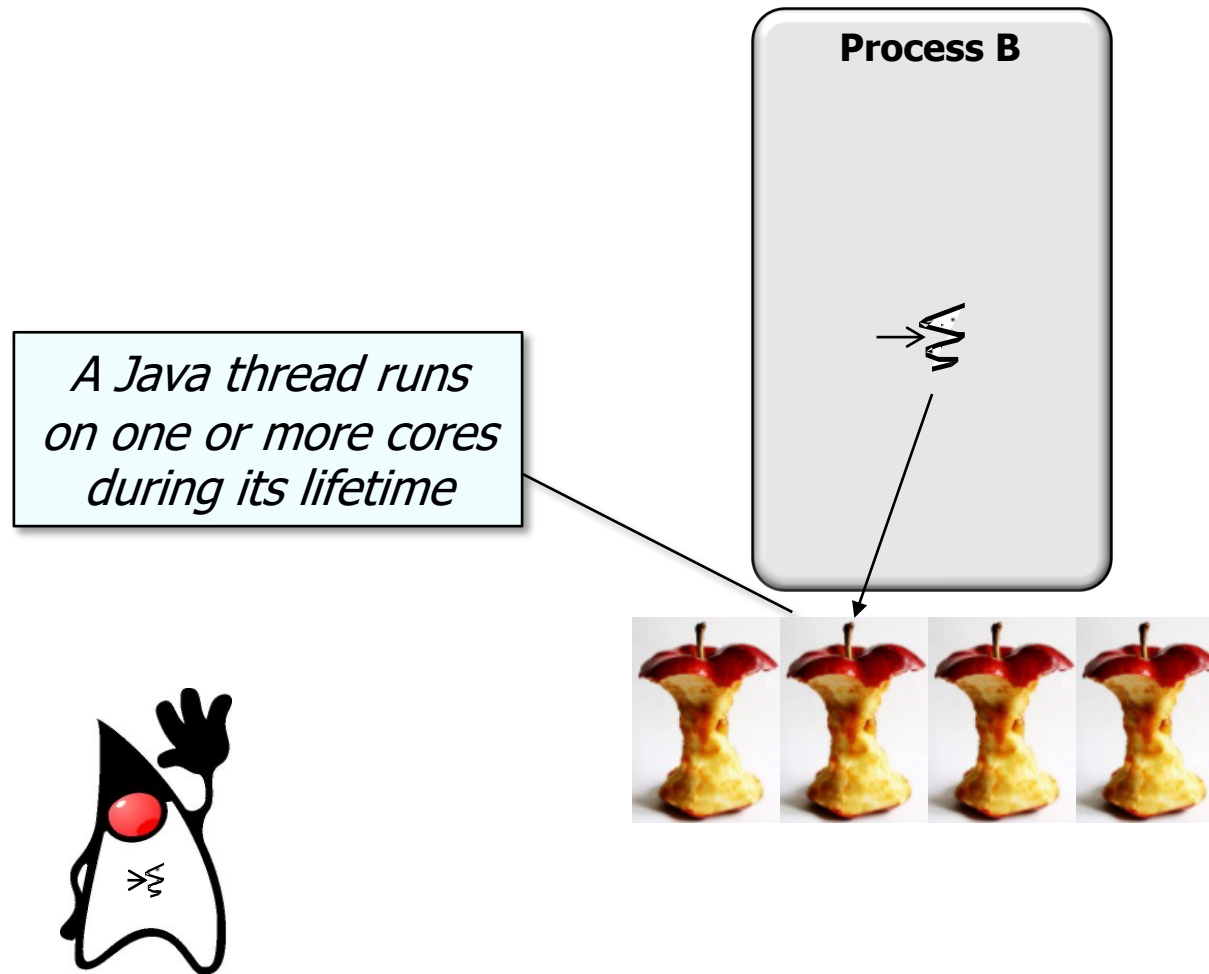 Process B
A Java thread runs
on one or more cores
during its lifetime